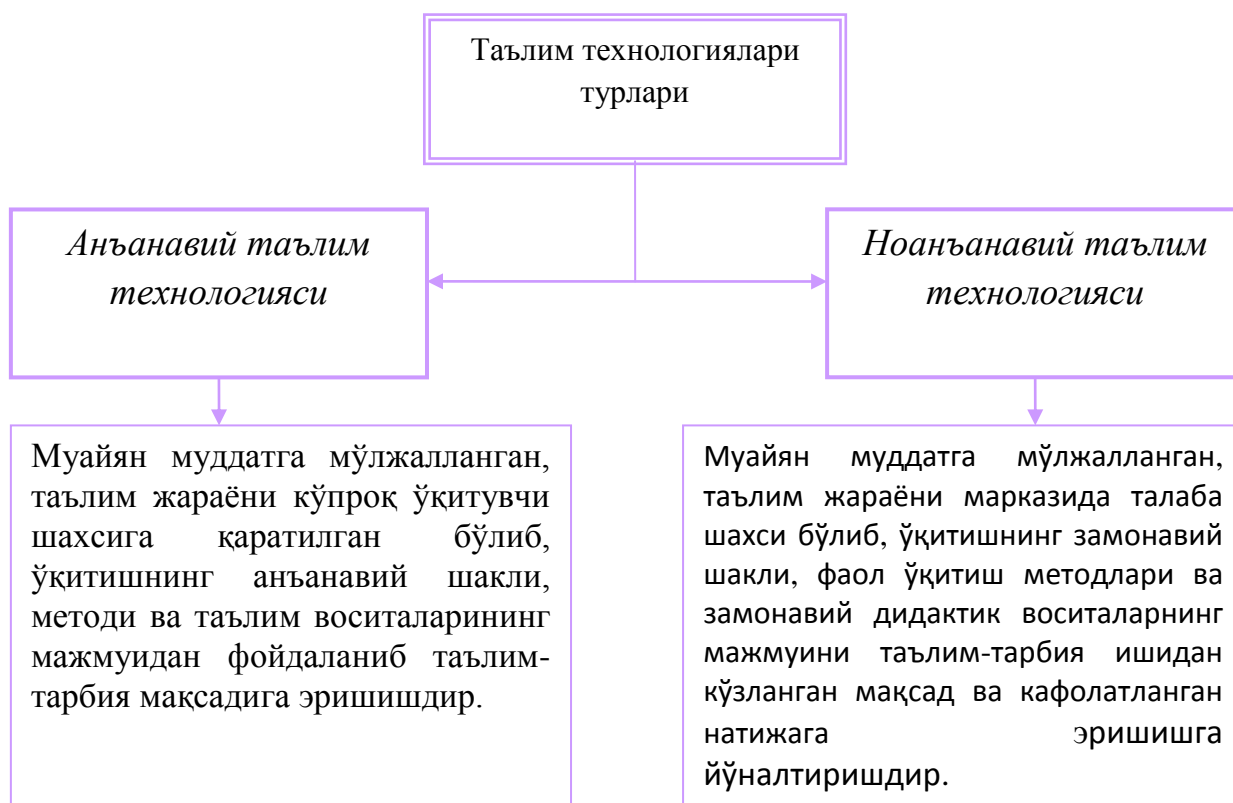 Таълим технологиялари
турлари
Анъанавий таълим
технологияси
Ноанъанавий таълим
технологияси
Муайян муддатга мўлжалланган,
таълим жараёни кўпроқ ўқитувчи
шахсига қаратилган бўлиб,
ўқитишнинг анъанавий шакли,
методи ва таълим воситаларининг
мажмуидан фойдаланиб таълим-
тарбия мақсадига эришишдир.
Муайян муддатга мўлжалланган,
таълим жараёни марказида талаба
шахси бўлиб, ўқитишнинг замонавий
шакли, фаол ўқитиш методлари ва
замонавий дидактик воситаларнинг
мажмуини таълим-тарбия ишидан
кўзланган мақсад ва кафолатланган
натижага эришишга
йўналтиришдир.